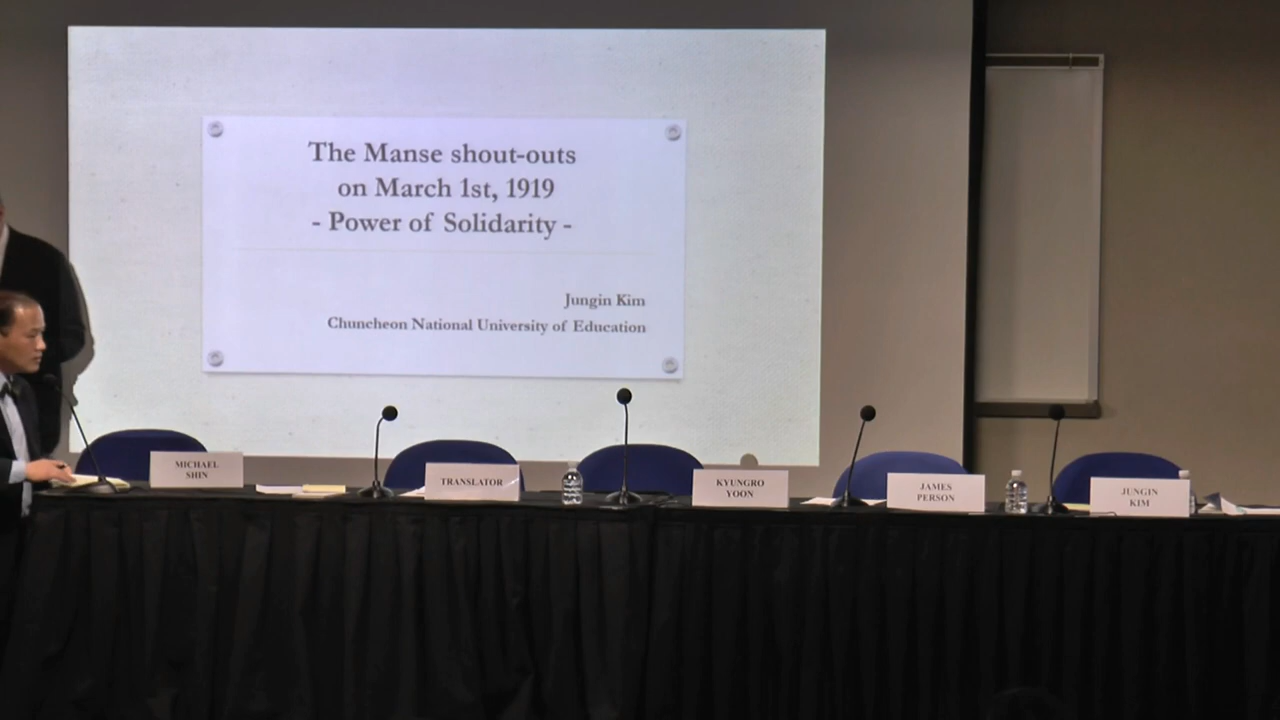 The Manse shout-outs
on March 1st, 1919
- Power of Solidarity -
Jungin Kim
Chuncheon National University of Education
MICHAEL
SHIN
TRANSLATOR
KYUNGRO
YOON
JAMES
PERSON
JUNGIN
KIM